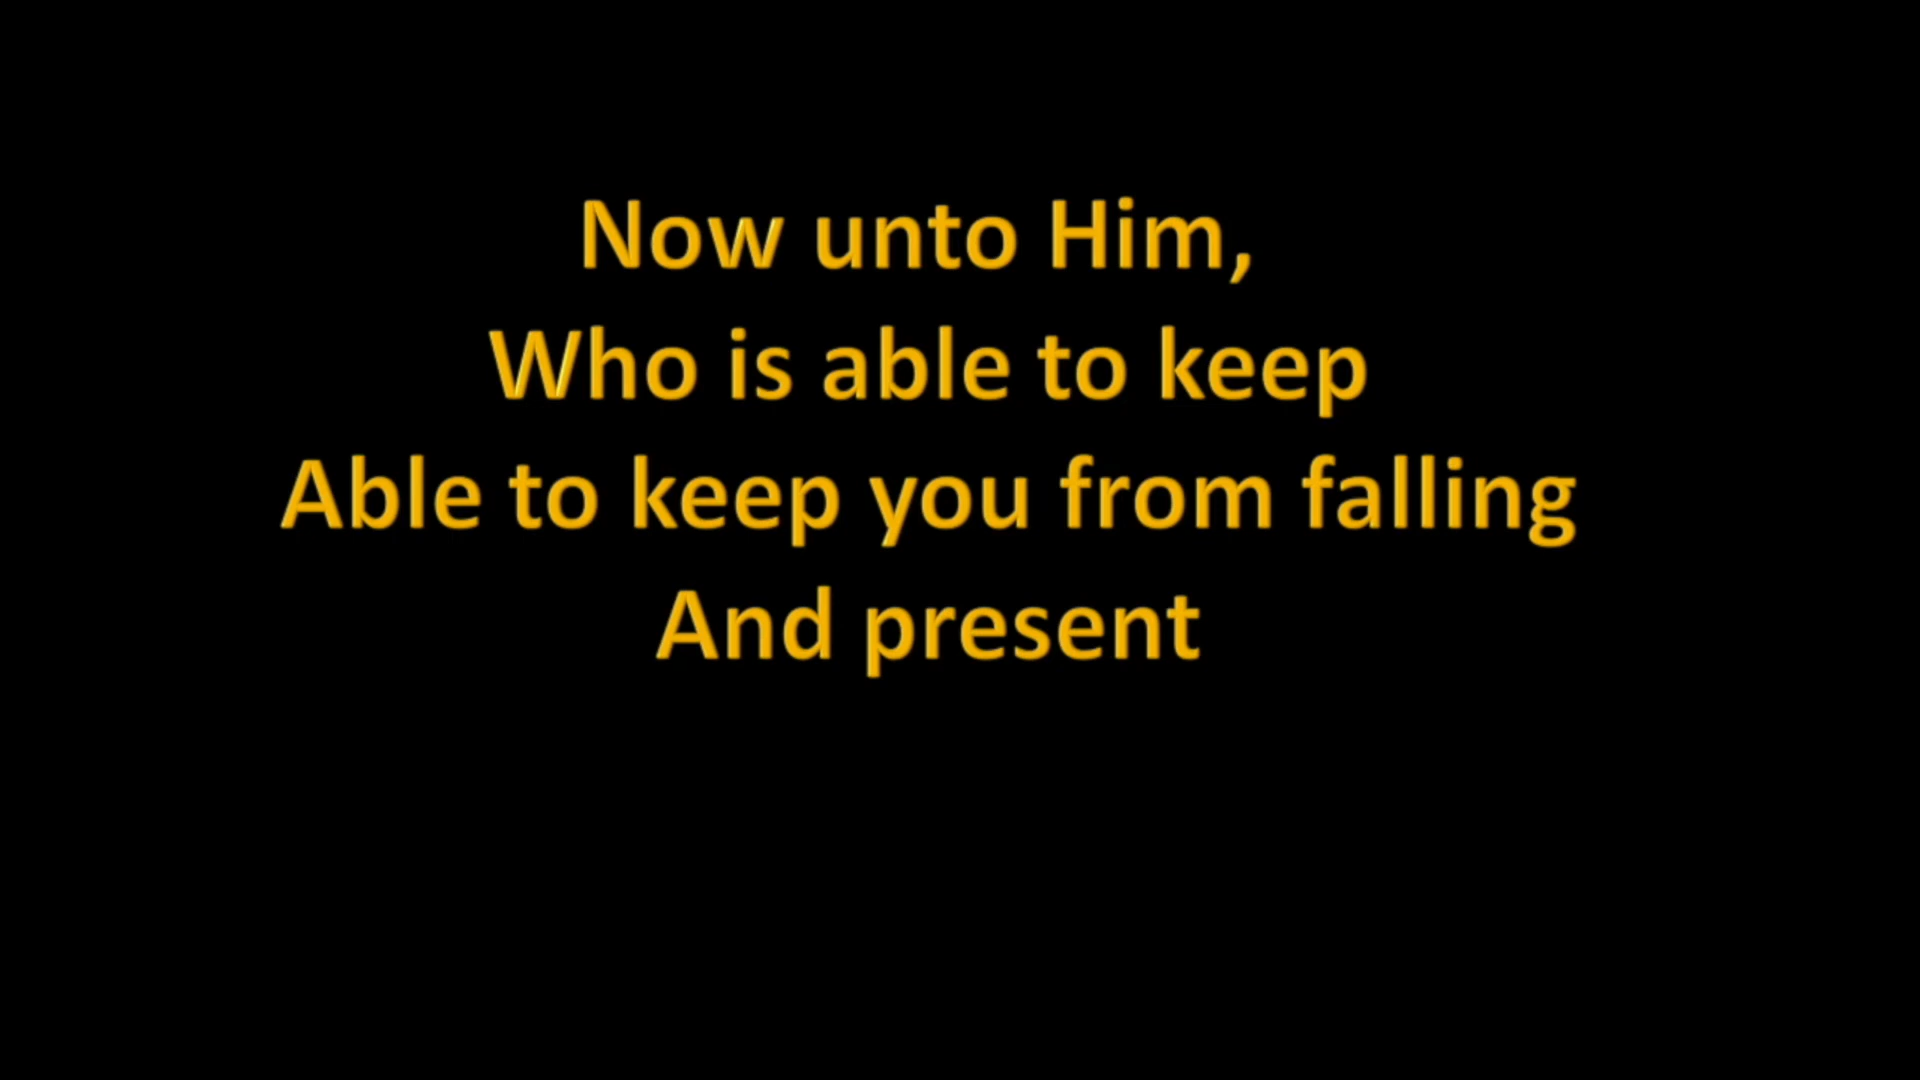 Now unto Him,
Who is able to keep
Able to keep you from falling
And present